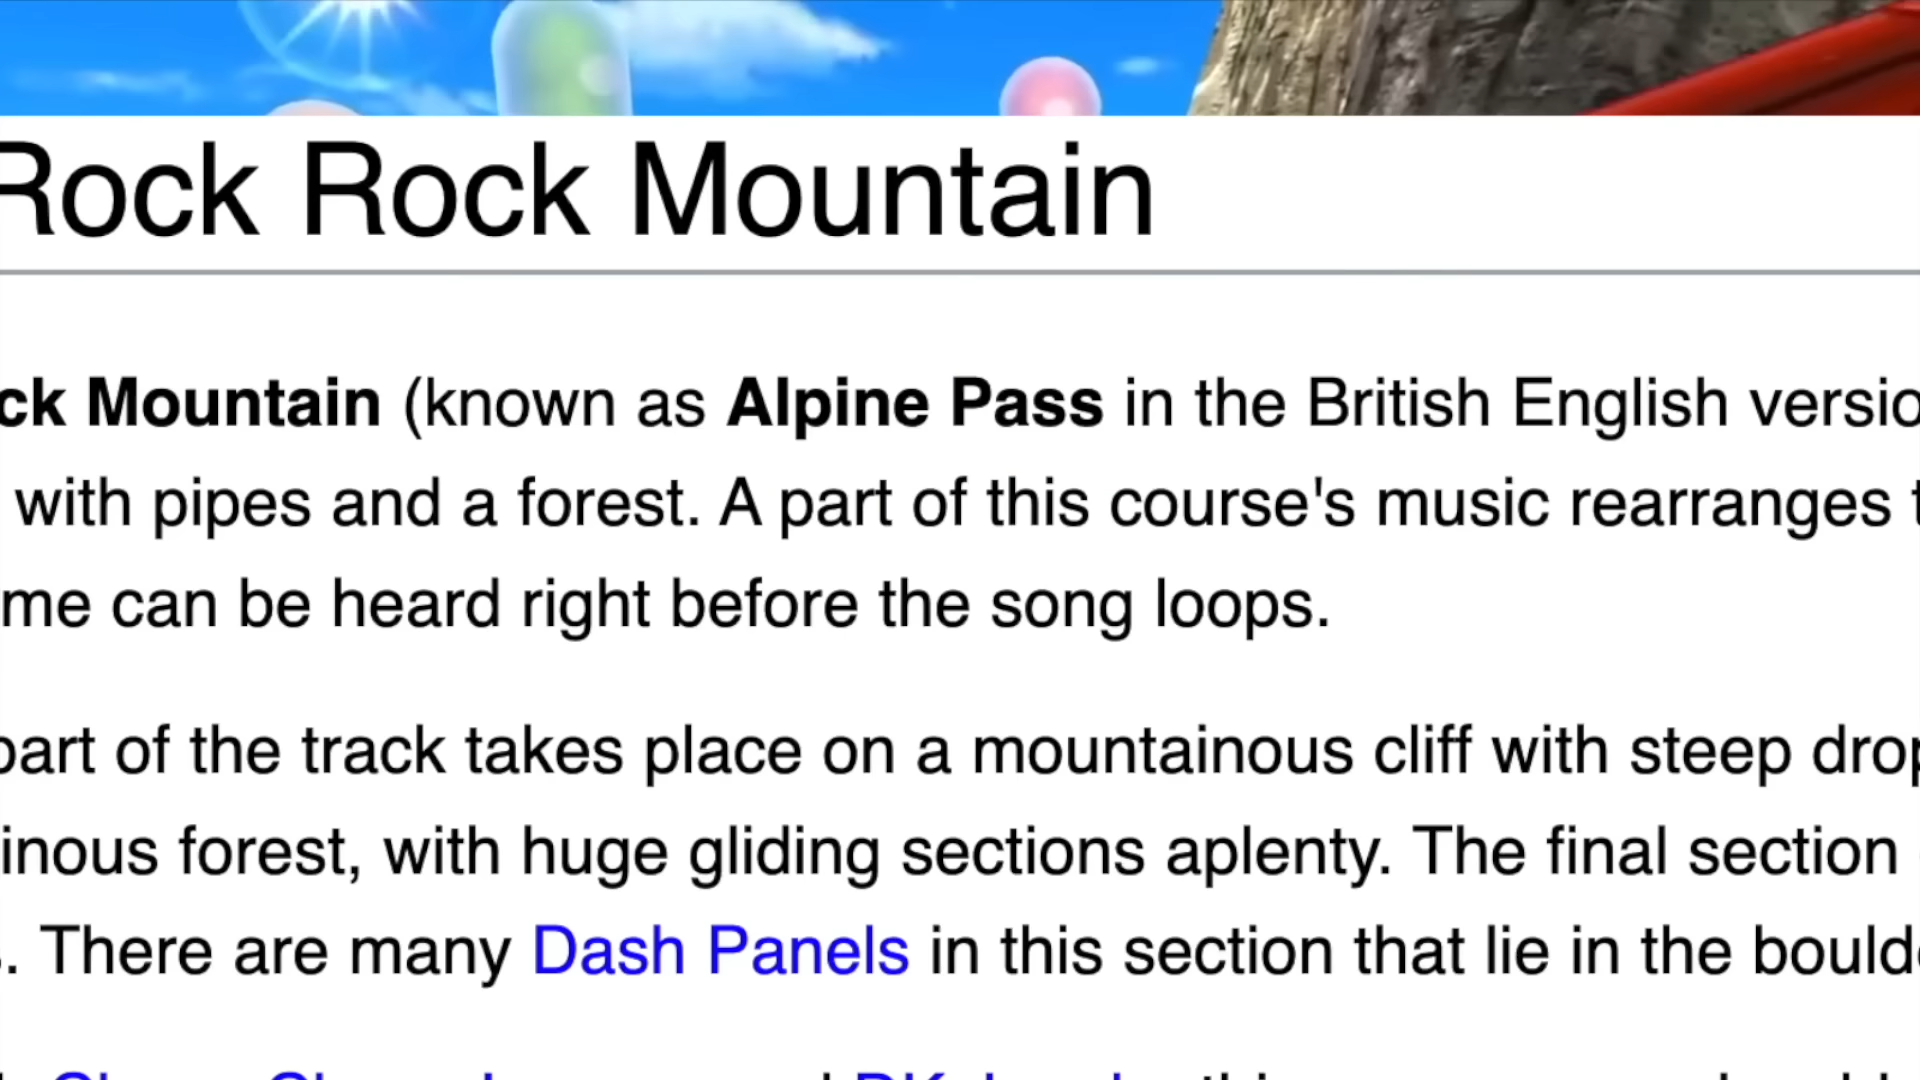 Rock Rock Mountain
ck Mountain (known as Alpine Pass in the British English versio
with pipes and a forest. A part of this course's music rearranges t
me can be heard right before the song loops.
part of the track takes place on a mountainous cliff with steep drop
inous forest, with huge gliding sections aplenty. The final section
s. There are many Dash Panels in this section that lie in the bould